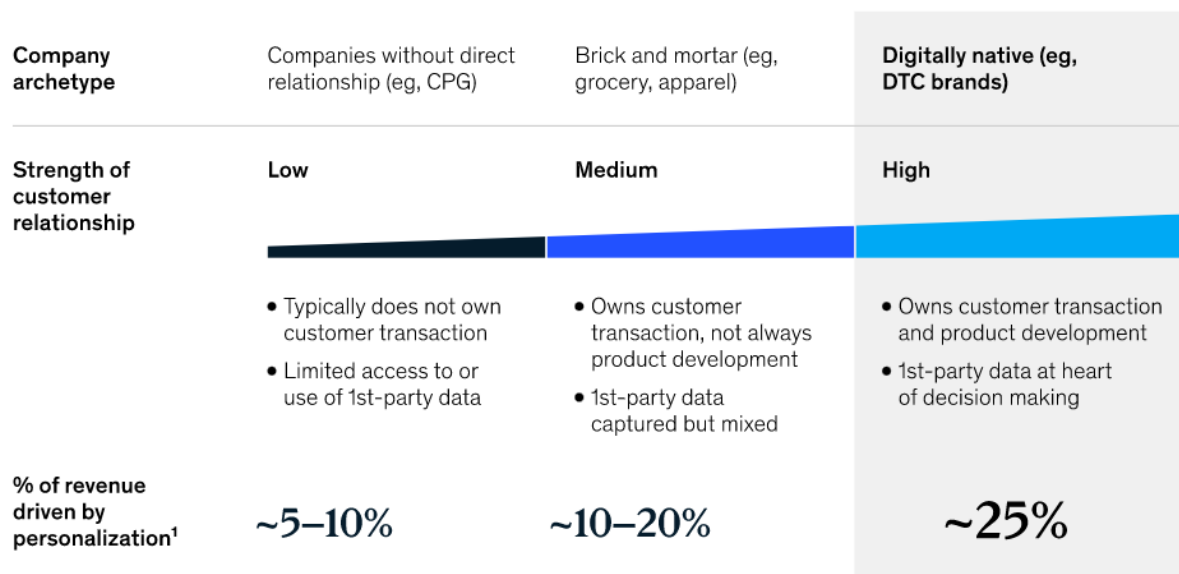 Company
archetype
Companies without direct
relationship (eg, CPG)
Brick and mortar (eg,
grocery, apparel)
Digitally native (eg,
DTC brands)
Strength of
customer
relationship
Low
Medium
High
• Typically does not own
customer transaction
• Limited access to or
use of 1st-party data
• Owns customer
transaction, not always
product development
• 1st-party data
captured but mixed
• Owns customer transaction
and product development
• 1st-party data at heart
of decision making
% of revenue
driven by
personalization¹
~5–10%
~10–20%
~25%